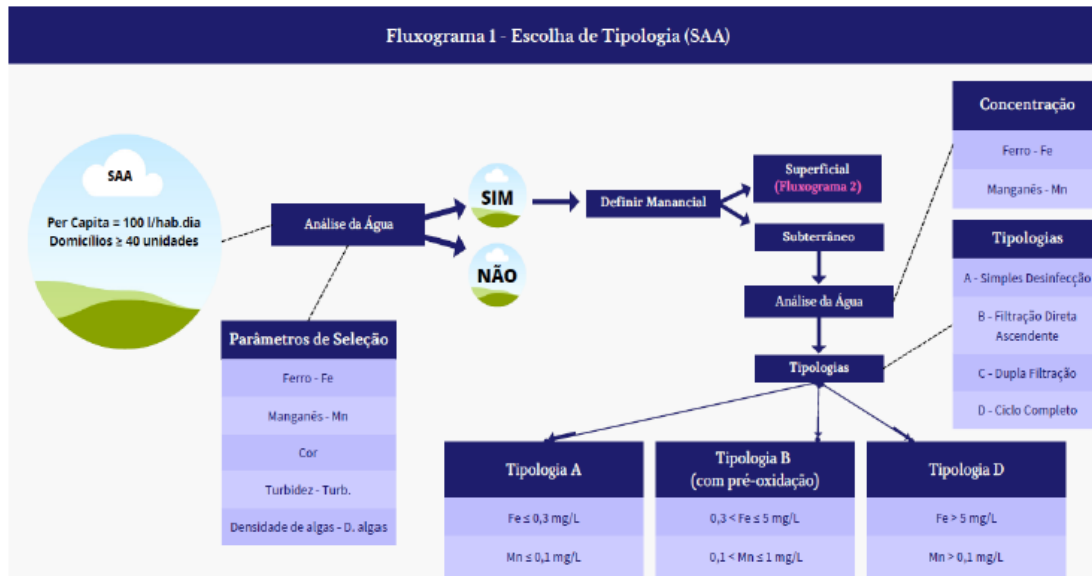 Fluxograma 1 - Escolha de Tipologia (SAA)
SAA
Per Capita = 100 l/hab.dia
Domicílios ≥ 40 unidades
Análise da Água
SIM
NÃO
Definir Manancial
Superficial
(Fluxograma 2)
Subterrâneo
Análise da Água
Tipologias
Concentração
Ferro - Fe
Manganês - Mn
Tipologias
A - Simples Desinfecção
B - Filtração Direta
Ascendente
C - Dupla Filtração
D - Ciclo Completo
Parâmetros de Seleção
Ferro - Fe
Manganês - Mn
Cor
Turbidez - Turb.
Densidade de algas - D. algas
Tipologia A
Fe ≤ 0,3 mg/L
Mn ≤ 0,1 mg/L
Tipologia B
(com pré-oxidação)
0,3 < Fe ≤ 5 mg/L
0,1 < Mn ≤ 1 mg/L
Tipologia D
Fe > 5 mg/L
Mn > 0,1 mg/L